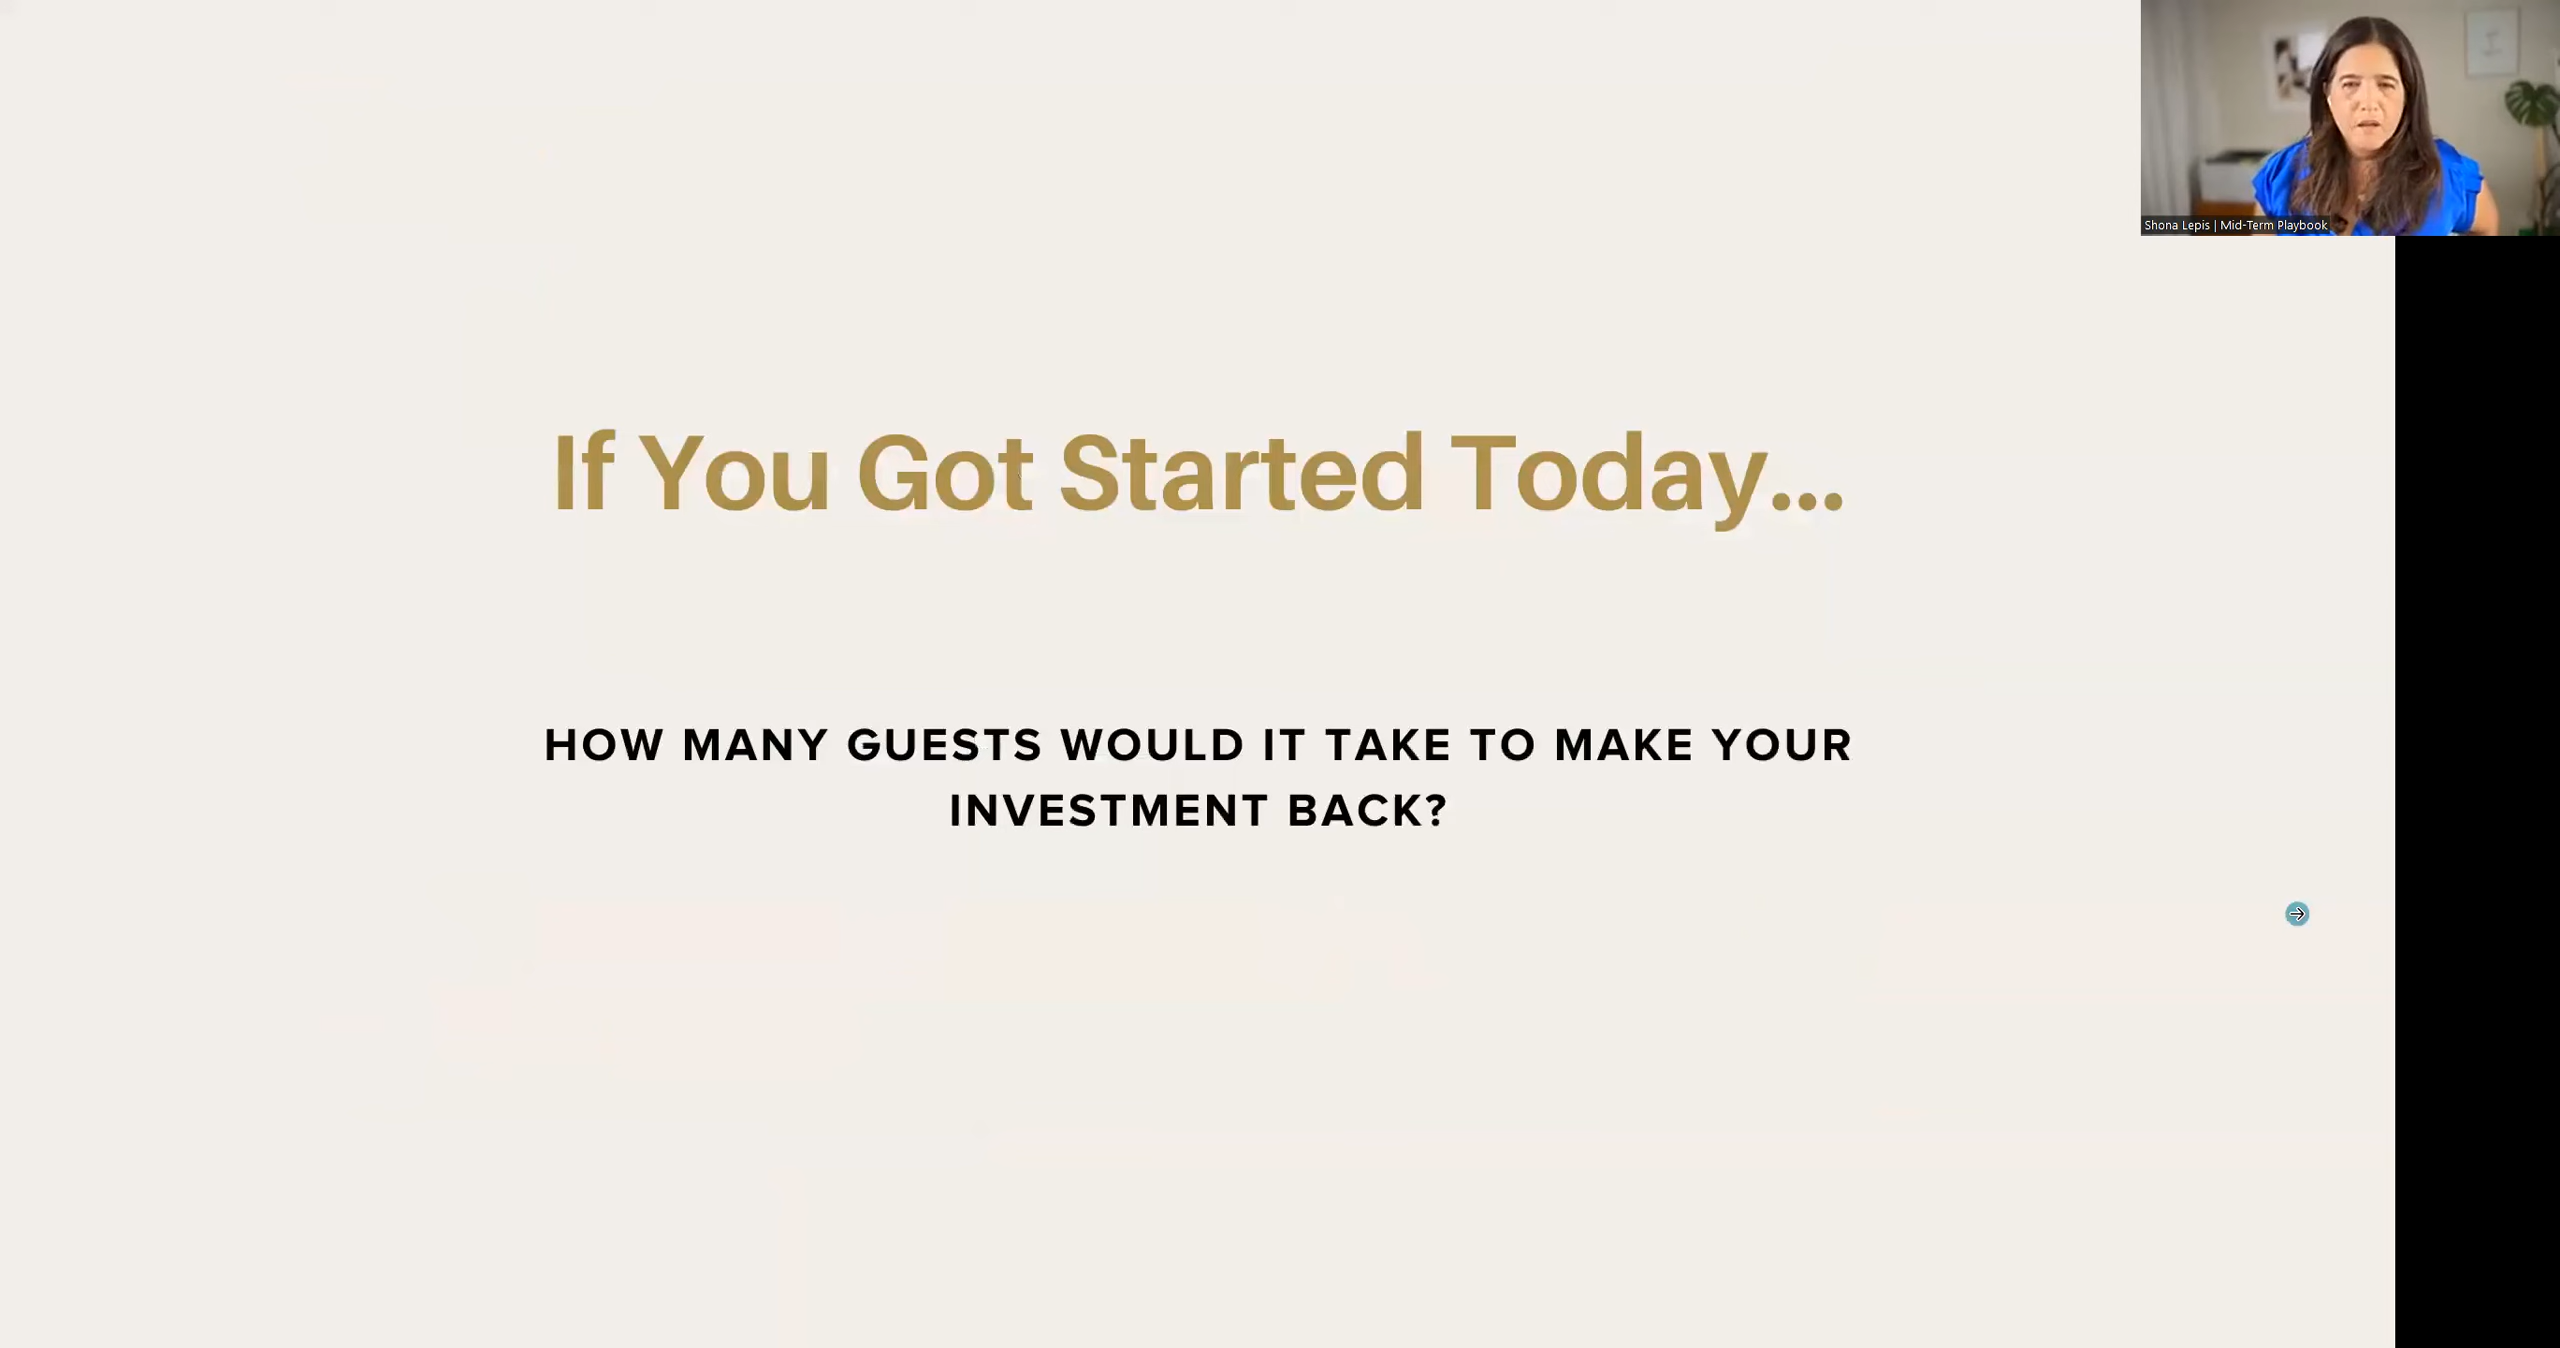 Shona Lepis | Mid-Term Playbook
If You Got Started Today...
HOW MANY GUESTS WOULD IT TAKE TO MAKE YOUR
INVESTMENT BACK?